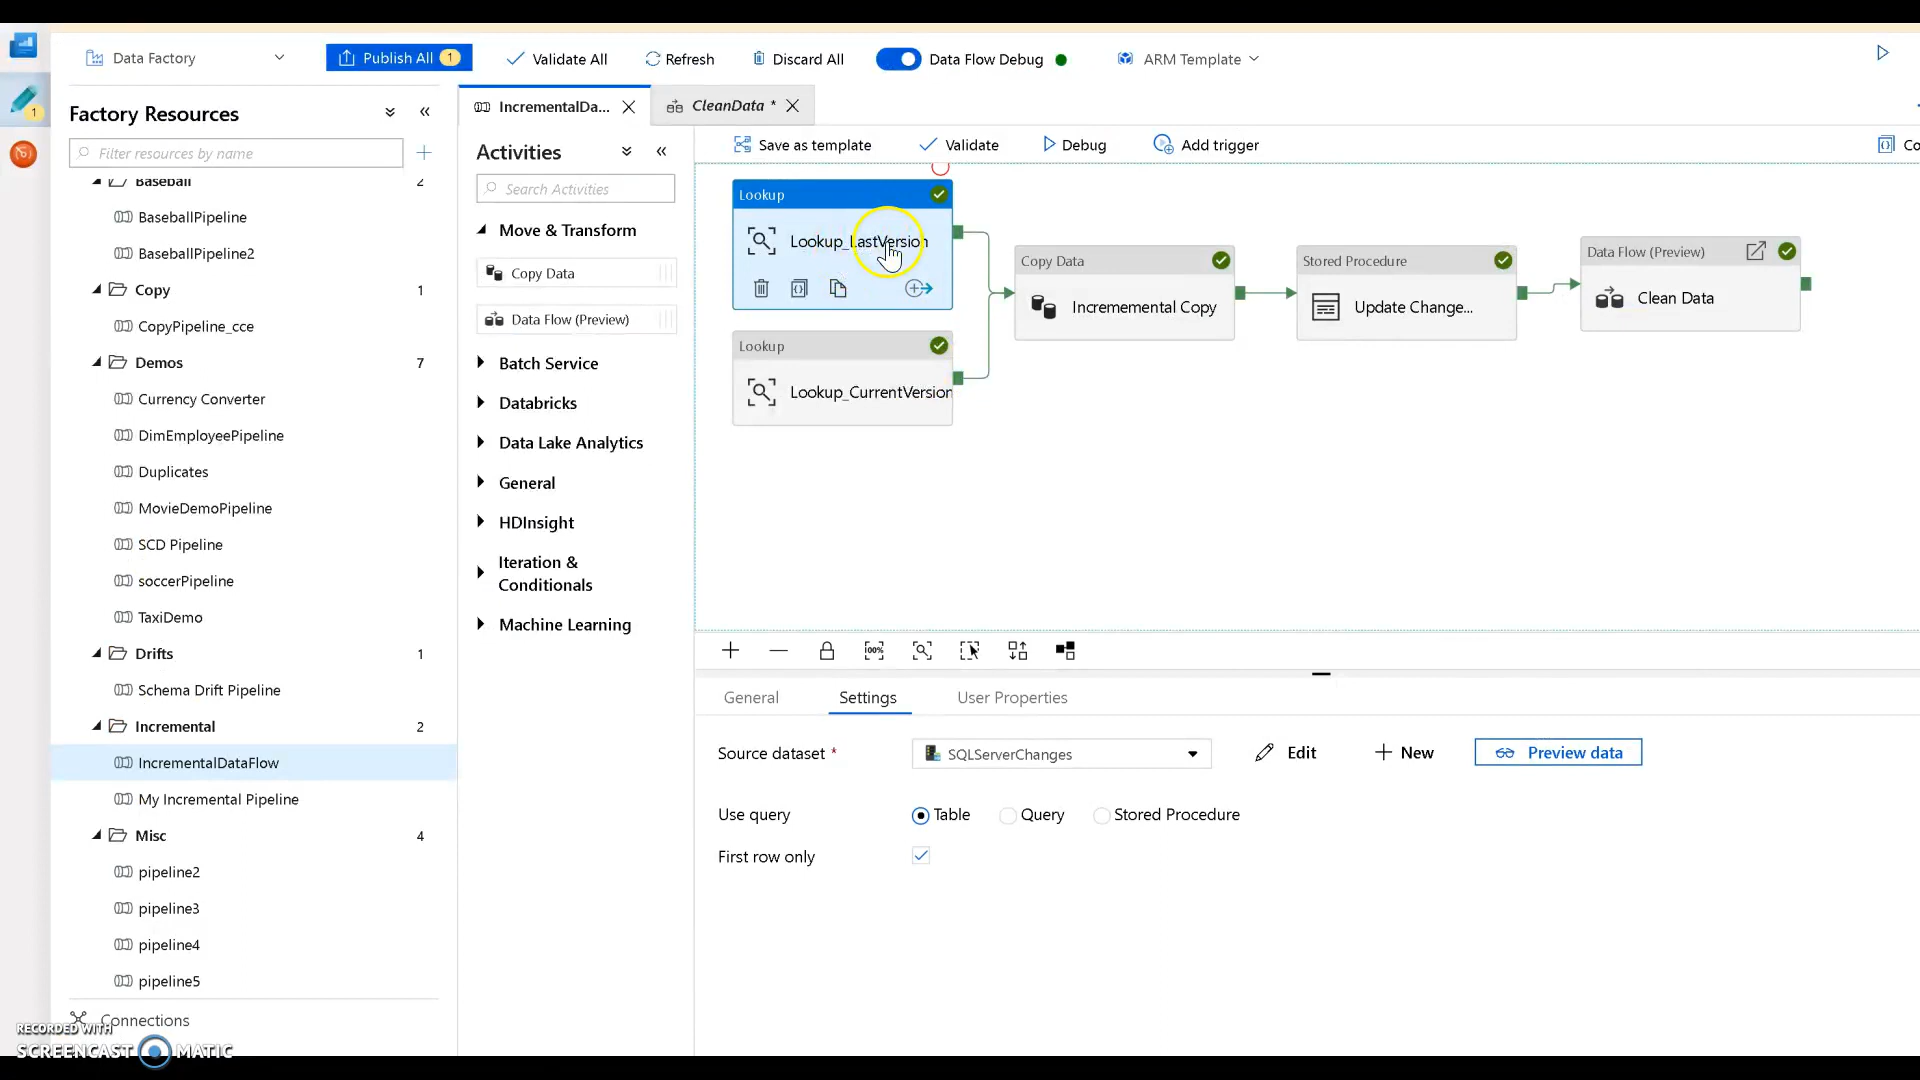 Data Factory
Publish All 1
Validate All
Refresh
Discard All
Data Flow Debug
ARM Template
1
Factory Resources
Filter resources by name
Baseball 2
BaseballPipeline
BaseballPipeline2
Copy 1
CopyPipeline_cce
Demos 7
Currency Converter
DimEmployeePipeline
Duplicates
MovieDemoPipeline
SCD Pipeline
soccerPipeline
TaxiDemo
Drifts 1
Schema Drift Pipeline
Incremental 2
IncrementalDataFlow
My Incremental Pipeline
Misc 4
pipeline2
pipeline3
pipeline4
pipeline5
Connections
RECORDED WITH
SCREENCAST MATIC
IncrementalDa...
CleanData *
Activities
Search Activities
Move & Transform
Copy Data
Data Flow (Preview)
Batch Service
Databricks
Data Lake Analytics
General
HDInsight
Iteration &
Conditionals
Machine Learning
Save as template
Validate
Debug
Add trigger
Co
Lookup
Lookup_LastVersion
Lookup
Lookup_CurrentVersion
Copy Data
Incrememental Copy
Stored Procedure
Update Change...
Data Flow (Preview)
Clean Data
100%
General
Settings
User Properties
Source dataset *
SQLServerChanges
Edit
New
Preview data
Use query
Table
Query
Stored Procedure
First row only